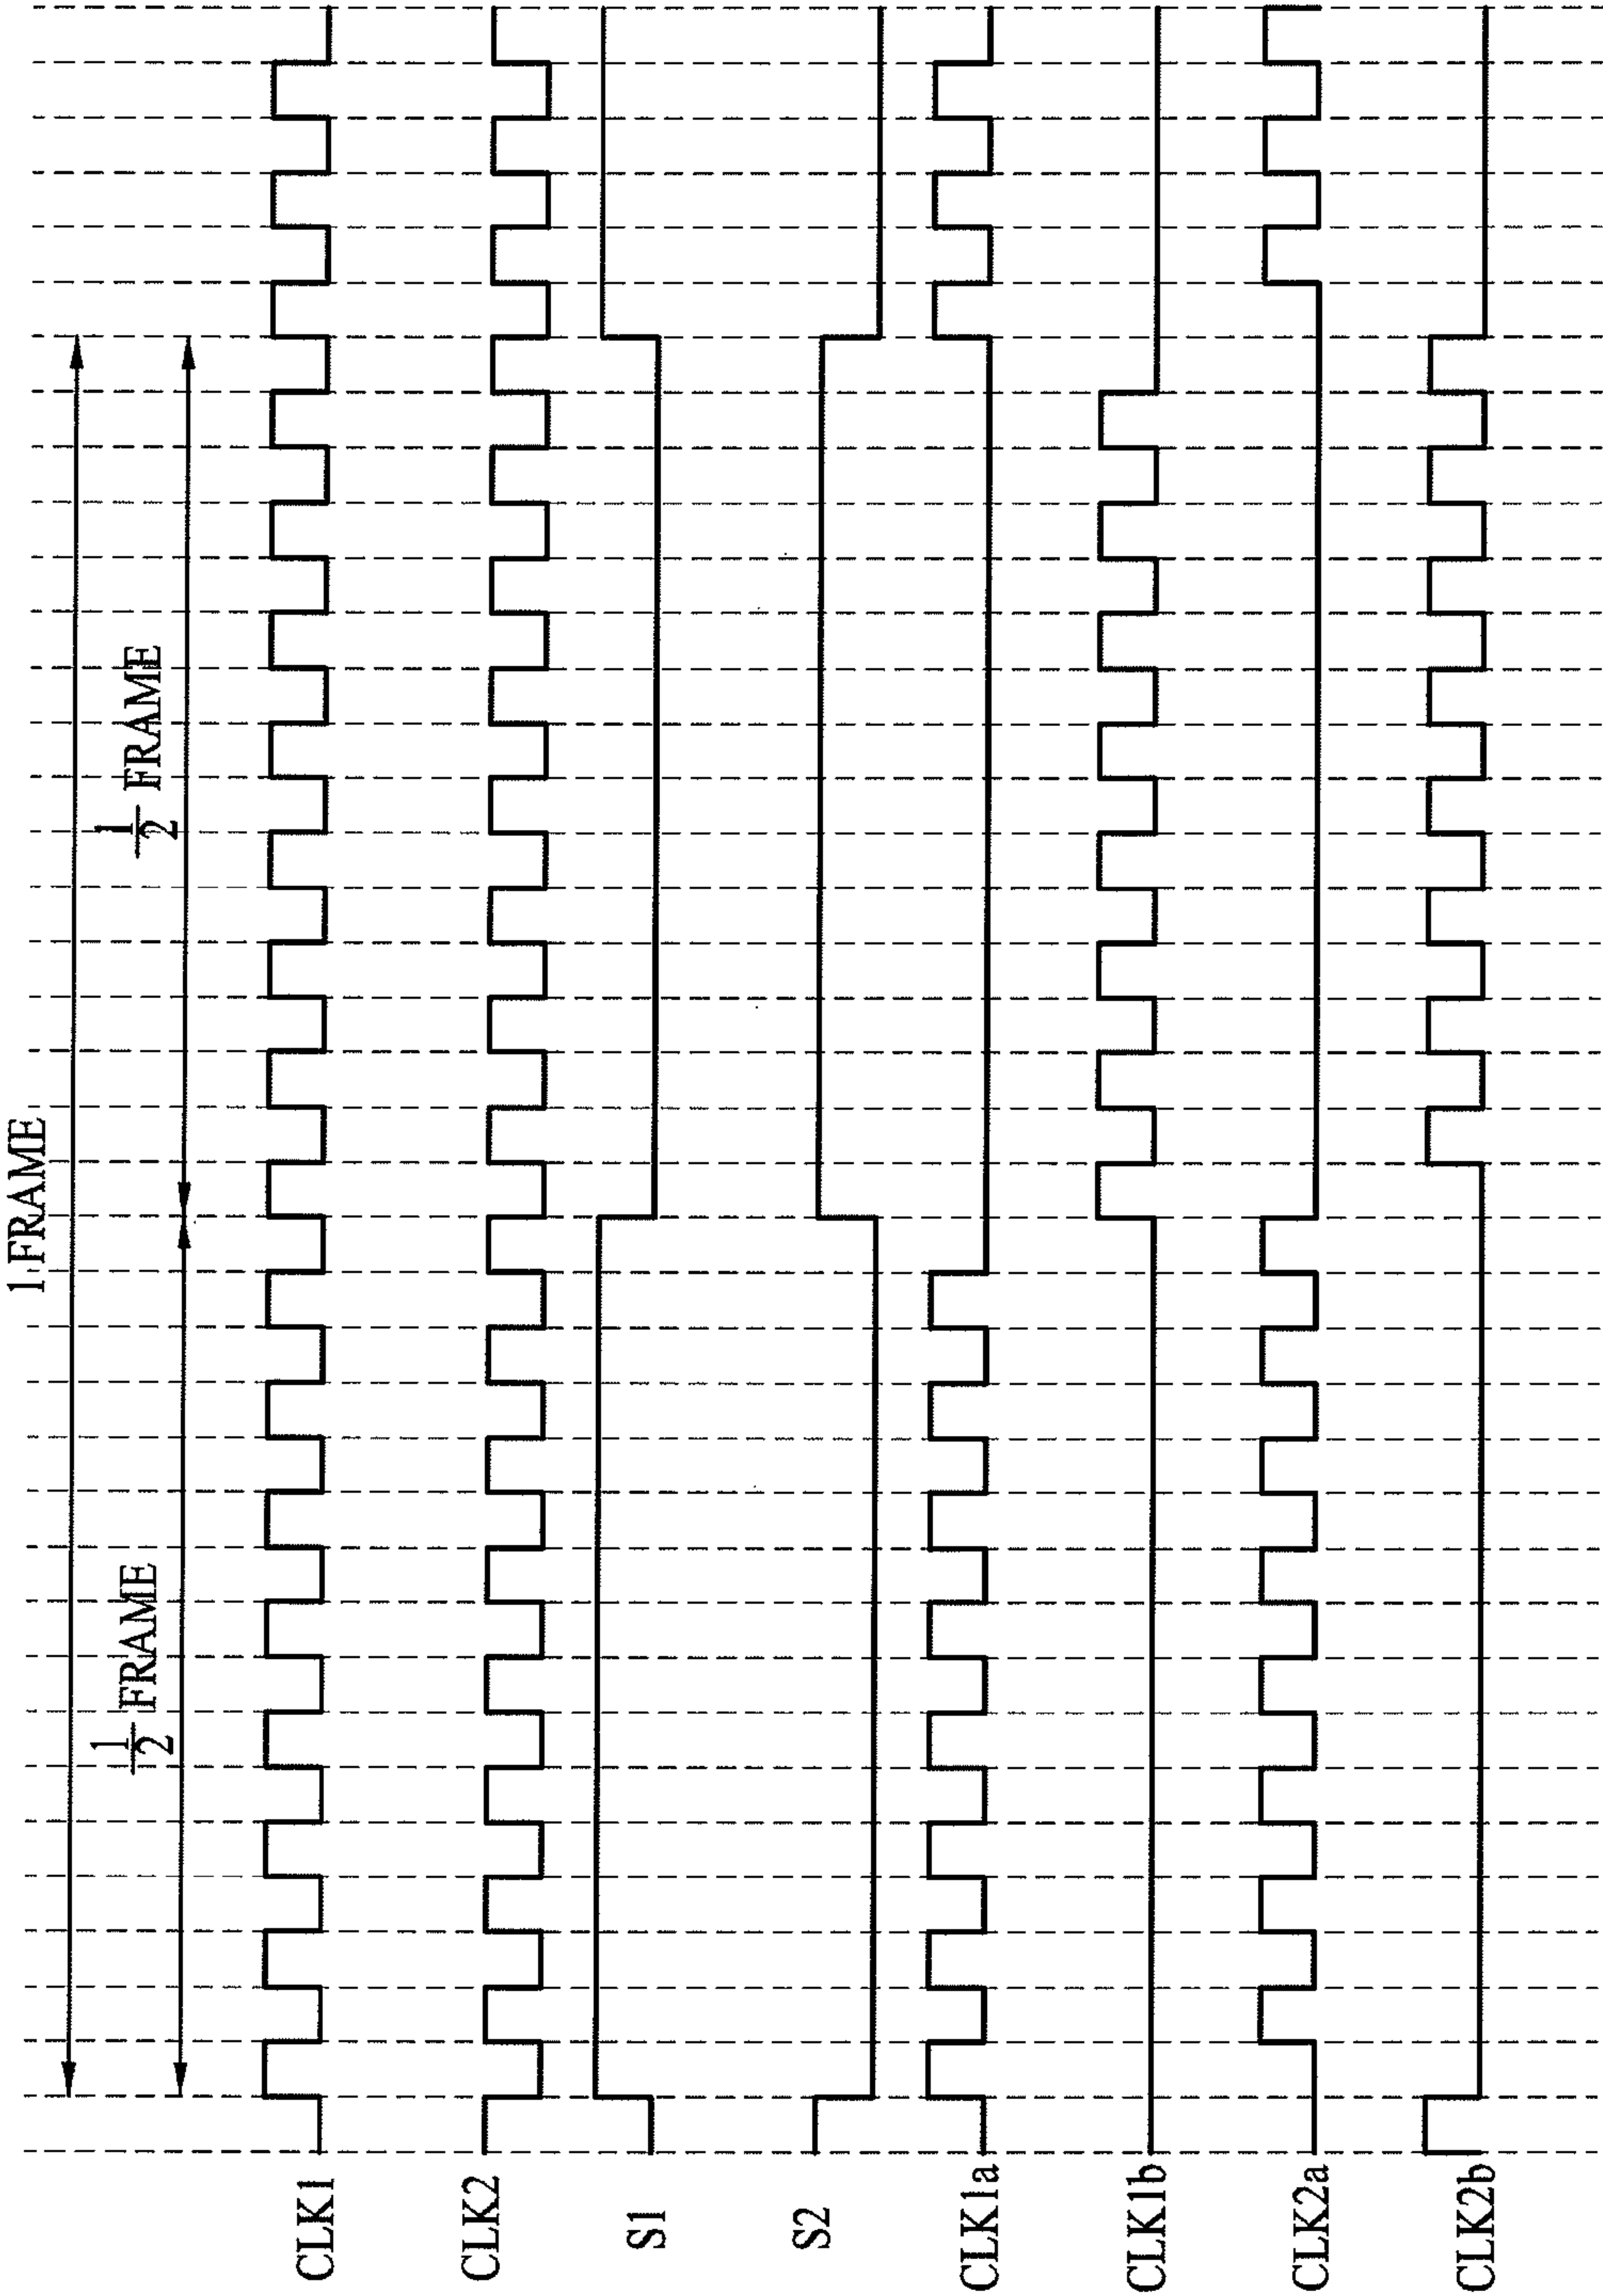 1 FRAME
1/2 FRAME
1/2 FRAME
CLK1
CLK2
S1
S2
CLK1a
CLK1b
CLK2a
CLK2b